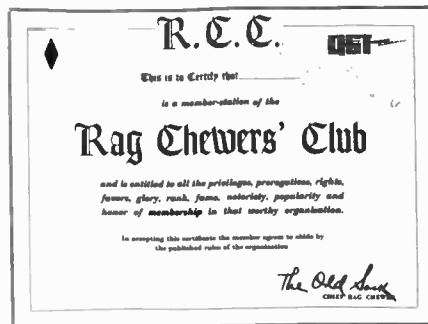 R.C.C.
QST
This is to Certify that
is a member-station of the
Rag Chewers' Club
and is entitled to all the privileges, prerogatives, rights,
favors, glory, rank, fame, notoriety, popularity and
honor of membership in that worthy organization.
In accepting this certificate the member agrees to abide by
the published rules of the organization
The Old Sock
CHIEF RAG CHEWER